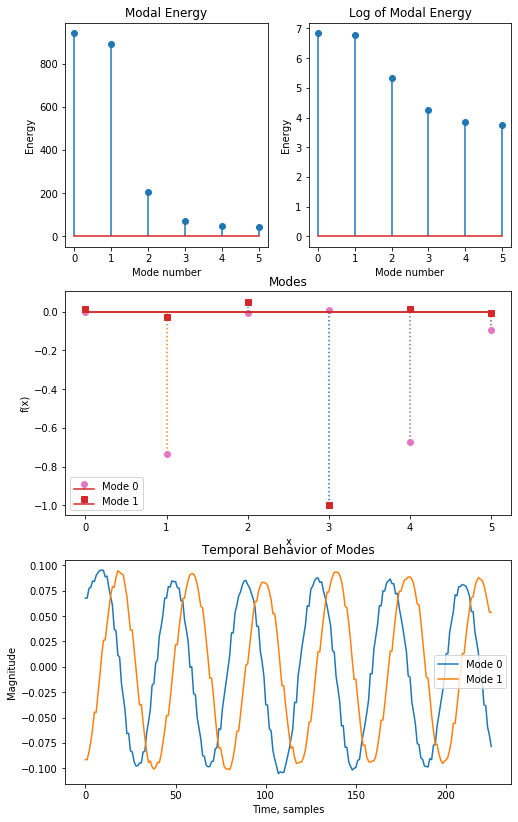 Modal Energy
Log of Modal Energy
Energy
800
600
400
200
0
0 1 2 3 4 5
Mode number
Energy
7
6
5
4
3
2
1
0
0 1 2 3 4 5
Mode number
Modes
f(x)
0.0
−0.2
−0.4
−0.6
−0.8
−1.0
Mode 0
Mode 1
0 1 2 3 4 5
x
Temporal Behavior of Modes
Magnitude
0.100
0.075
0.050
0.025
0.000
−0.025
−0.050
−0.075
−0.100
Mode 0
Mode 1
0 50 100 150 200
Time, samples